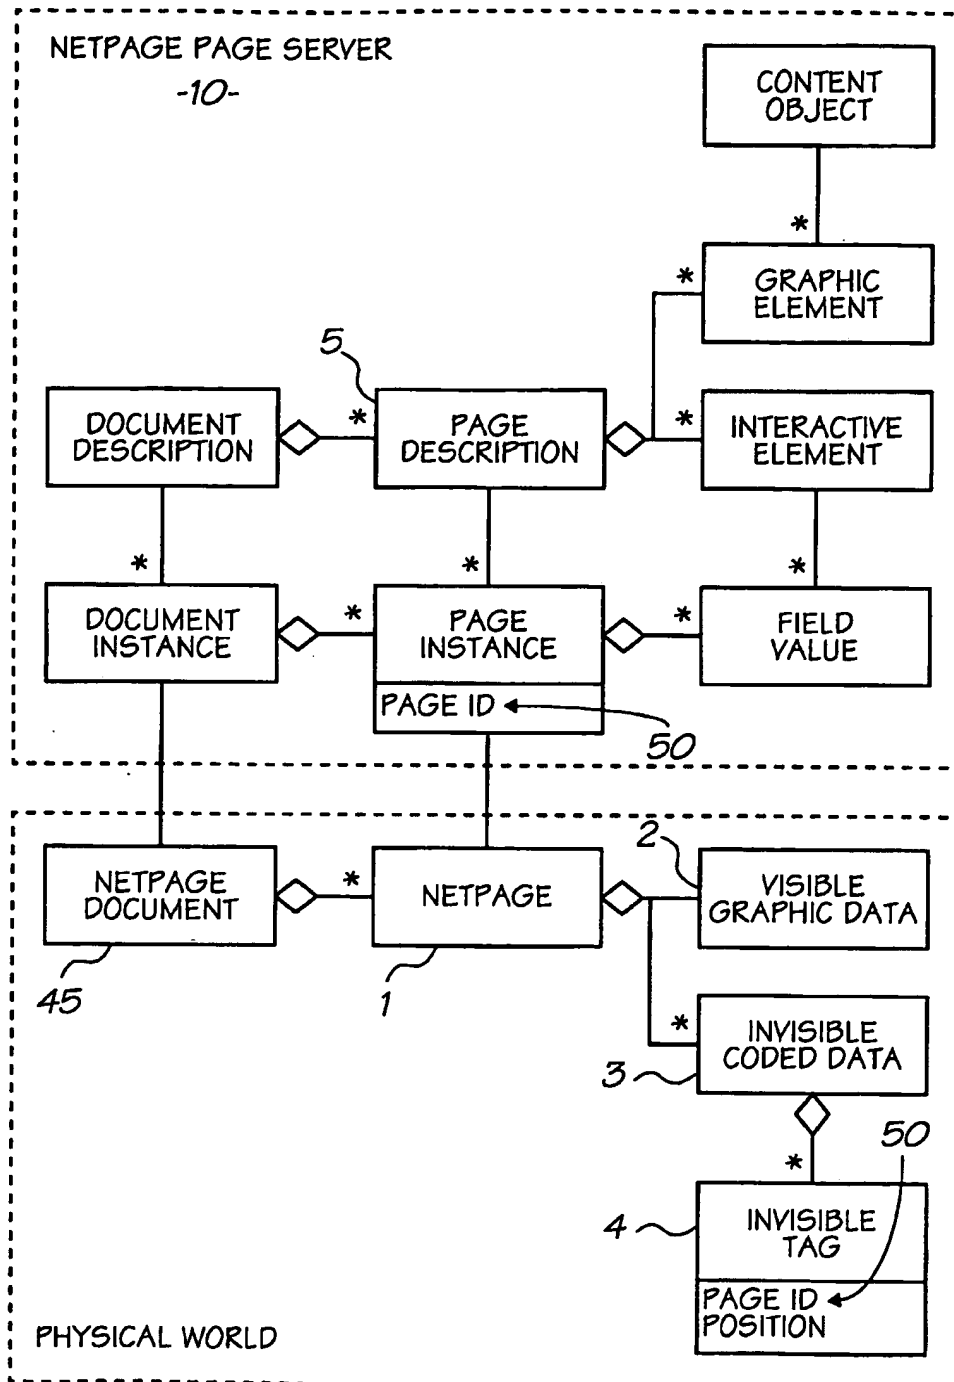 NETPAGE PAGE SERVER
-10-
CONTENT
OBJECT
*
*
GRAPHIC
ELEMENT
5
DOCUMENT
DESCRIPTION
*
PAGE
DESCRIPTION
*
INTERACTIVE
ELEMENT
*
*
*
DOCUMENT
INSTANCE
*
PAGE
INSTANCE
*
FIELD
VALUE
PAGE ID
50
2
NETPAGE
DOCUMENT
*
NETPAGE
VISIBLE
GRAPHIC DATA
45
1
*
INVISIBLE
CODED DATA
3
50
*
4
INVISIBLE
TAG
PAGE ID
POSITION
PHYSICAL WORLD